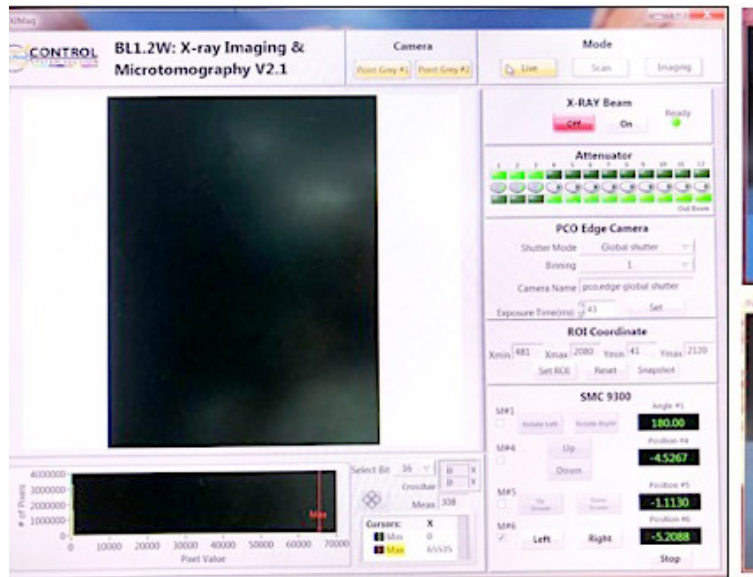 CONTROL
BL1.2W: X-ray Imaging &
Microtomography V2.1
Camera
Point Grey #1 Point Grey #2
Mode
Live Scan Imaging
X-RAY Beam
Off On Ready
Attenuator
1 2 3 4 5 6 7 8 9 10 11 12
Out Beam
PCO Edge Camera
Shutter Mode Global shutter
Binning 1
Camera Name pco.edge global shutter
Exposure Time(ms) 41 Set
ROI Coordinate
Xmin 481 Xmax 2080 Ymin 41 Ymax 2120
Set ROI Reset Snapshot
SMC 9300
M#1 Rotate Left Rotate Right Angle #1 180.00
M#4 Up Down Position #4 -4.5267
M#5 Up Down Position #5 -1.1130
M#6 Left Right Position #6 -5.2088
Stop
# of Pixels
4000000
3000000
2000000
1000000
0
Max
0 10000 20000 30000 40000 50000 60000 70000
Pixel Value
Select Bit 16
Crosshair 0 X
0 Y
Mean 308
Cursors: X
Min 0
Max 65535